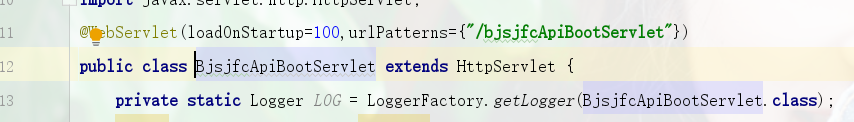 import javax.servlet.http.HttpServlet;
11 @WebServlet(loadOnStartup=100,urlPatterns={"/bjsjfcApiBootServlet"})
12 public class BjsjfcApiBootServlet extends HttpServlet {
13 private static Logger LOG = LoggerFactory.getLogger(BjsjfcApiBootServlet.class);